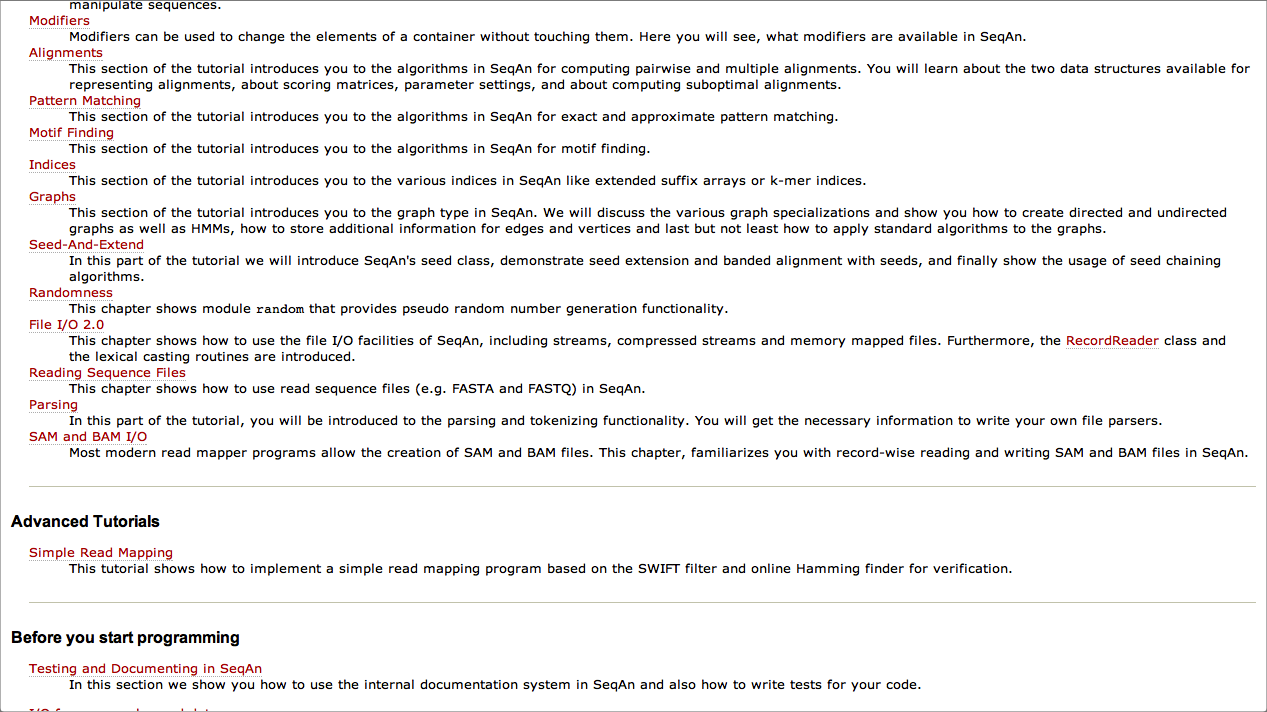 manipulate sequences.
Modifiers
Modifiers can be used to change the elements of a container without touching them. Here you will see, what modifiers are available in SeqAn.
Alignments
This section of the tutorial introduces you to the algorithms in SeqAn for computing pairwise and multiple alignments. You will learn about the two data structures available for
representing alignments, about scoring matrices, parameter settings, and about computing suboptimal alignments.
Pattern Matching
This section of the tutorial introduces you to the algorithms in SeqAn for exact and approximate pattern matching.
Motif Finding
This section of the tutorial introduces you to the algorithms in SeqAn for motif finding.
Indices
This section of the tutorial introduces you to the various indices in SeqAn like extended suffix arrays or k-mer indices.
Graphs
This section of the tutorial introduces you to the graph type in SeqAn. We will discuss the various graph specializations and show you how to create directed and undirected
graphs as well as HMMs, how to store additional information for edges and vertices and last but not least how to apply standard algorithms to the graphs.
Seed-And-Extend
In this part of the tutorial we will introduce SeqAn's seed class, demonstrate seed extension and banded alignment with seeds, and finally show the usage of seed chaining
algorithms.
Randomness
This chapter shows module random that provides pseudo random number generation functionality.
File I/O 2.0
This chapter shows how to use the file I/O facilities of SeqAn, including streams, compressed streams and memory mapped files. Furthermore, the RecordReader class and
the lexical casting routines are introduced.
Reading Sequence Files
This chapter shows how to use read sequence files (e.g. FASTA and FASTQ) in SeqAn.
Parsing
In this part of the tutorial, you will be introduced to the parsing and tokenizing functionality. You will get the necessary information to write your own file parsers.
SAM and BAM I/O
Most modern read mapper programs allow the creation of SAM and BAM files. This chapter, familiarizes you with record-wise reading and writing SAM and BAM files in SeqAn.
Advanced Tutorials
Simple Read Mapping
This tutorial shows how to implement a simple read mapping program based on the SWIFT filter and online Hamming finder for verification.
Before you start programming
Testing and Documenting in SeqAn
In this section we show you how to use the internal documentation system in SeqAn and also how to write tests for your code.